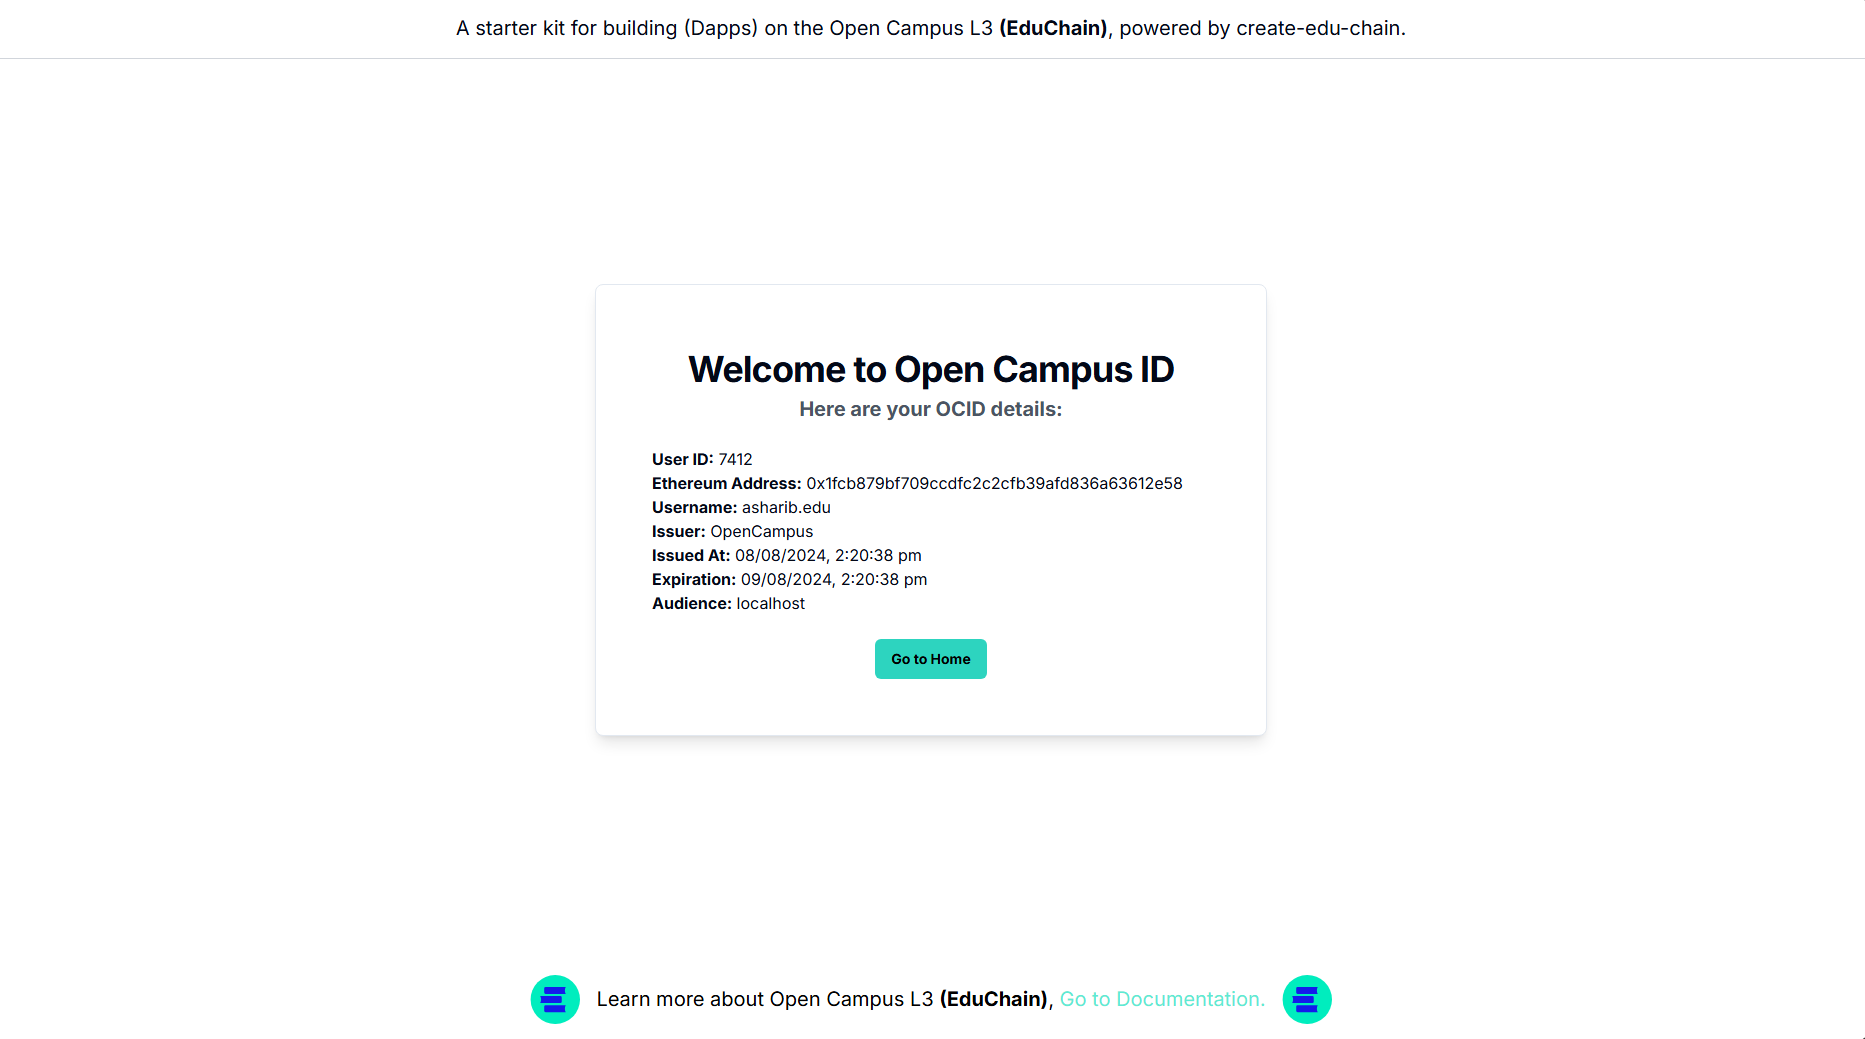 A starter kit for building (Dapps) on the Open Campus L3 (EduChain), powered by create-edu-chain.
Welcome to Open Campus ID
Here are your OCID details:
User ID: 7412
Ethereum Address: 0x1fcb879bf709ccdfc2c2cfb39afd836a63612e58
Username: asharib.edu
Issuer: OpenCampus
Issued At: 08/08/2024, 2:20:38 pm
Expiration: 09/08/2024, 2:20:38 pm
Audience: localhost
Go to Home
Learn more about Open Campus L3 (EduChain), Go to Documentation.